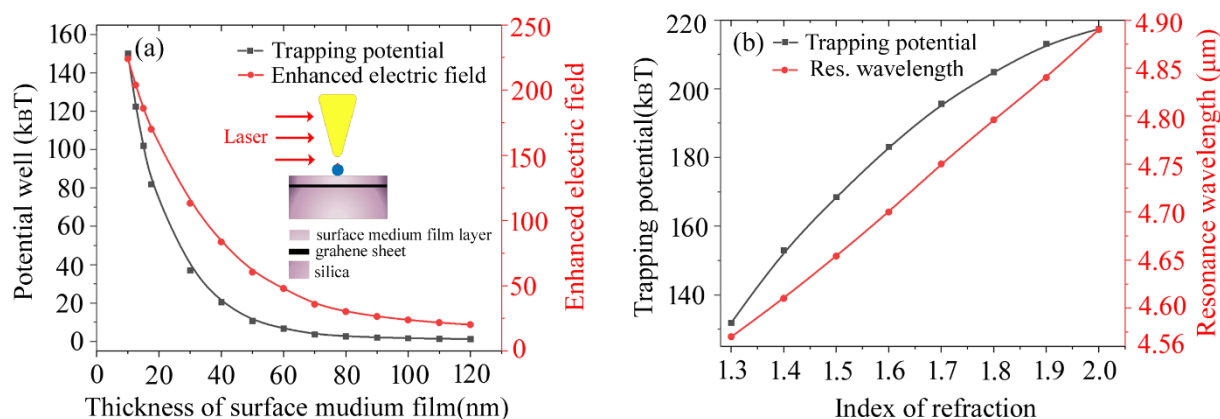 (a)
Trapping potential
Enhanced electric field
Laser
surface medium film layer
grahene sheet
silica
Potential well (kBT)
160
140
120
100
80
60
40
20
0
Enhanced electric field
250
200
150
100
50
0
0 20 40 60 80 100 120
Thickness of surface mudium film(nm)
(b)
Trapping potential
Res. wavelength
Trapping potential(kBT)
220
200
180
160
140
130
Resonance wavelength (μm)
4.90
4.85
4.80
4.75
4.70
4.65
4.60
4.56
1.3 1.4 1.5 1.6 1.7 1.8 1.9 2.0
Index of refraction